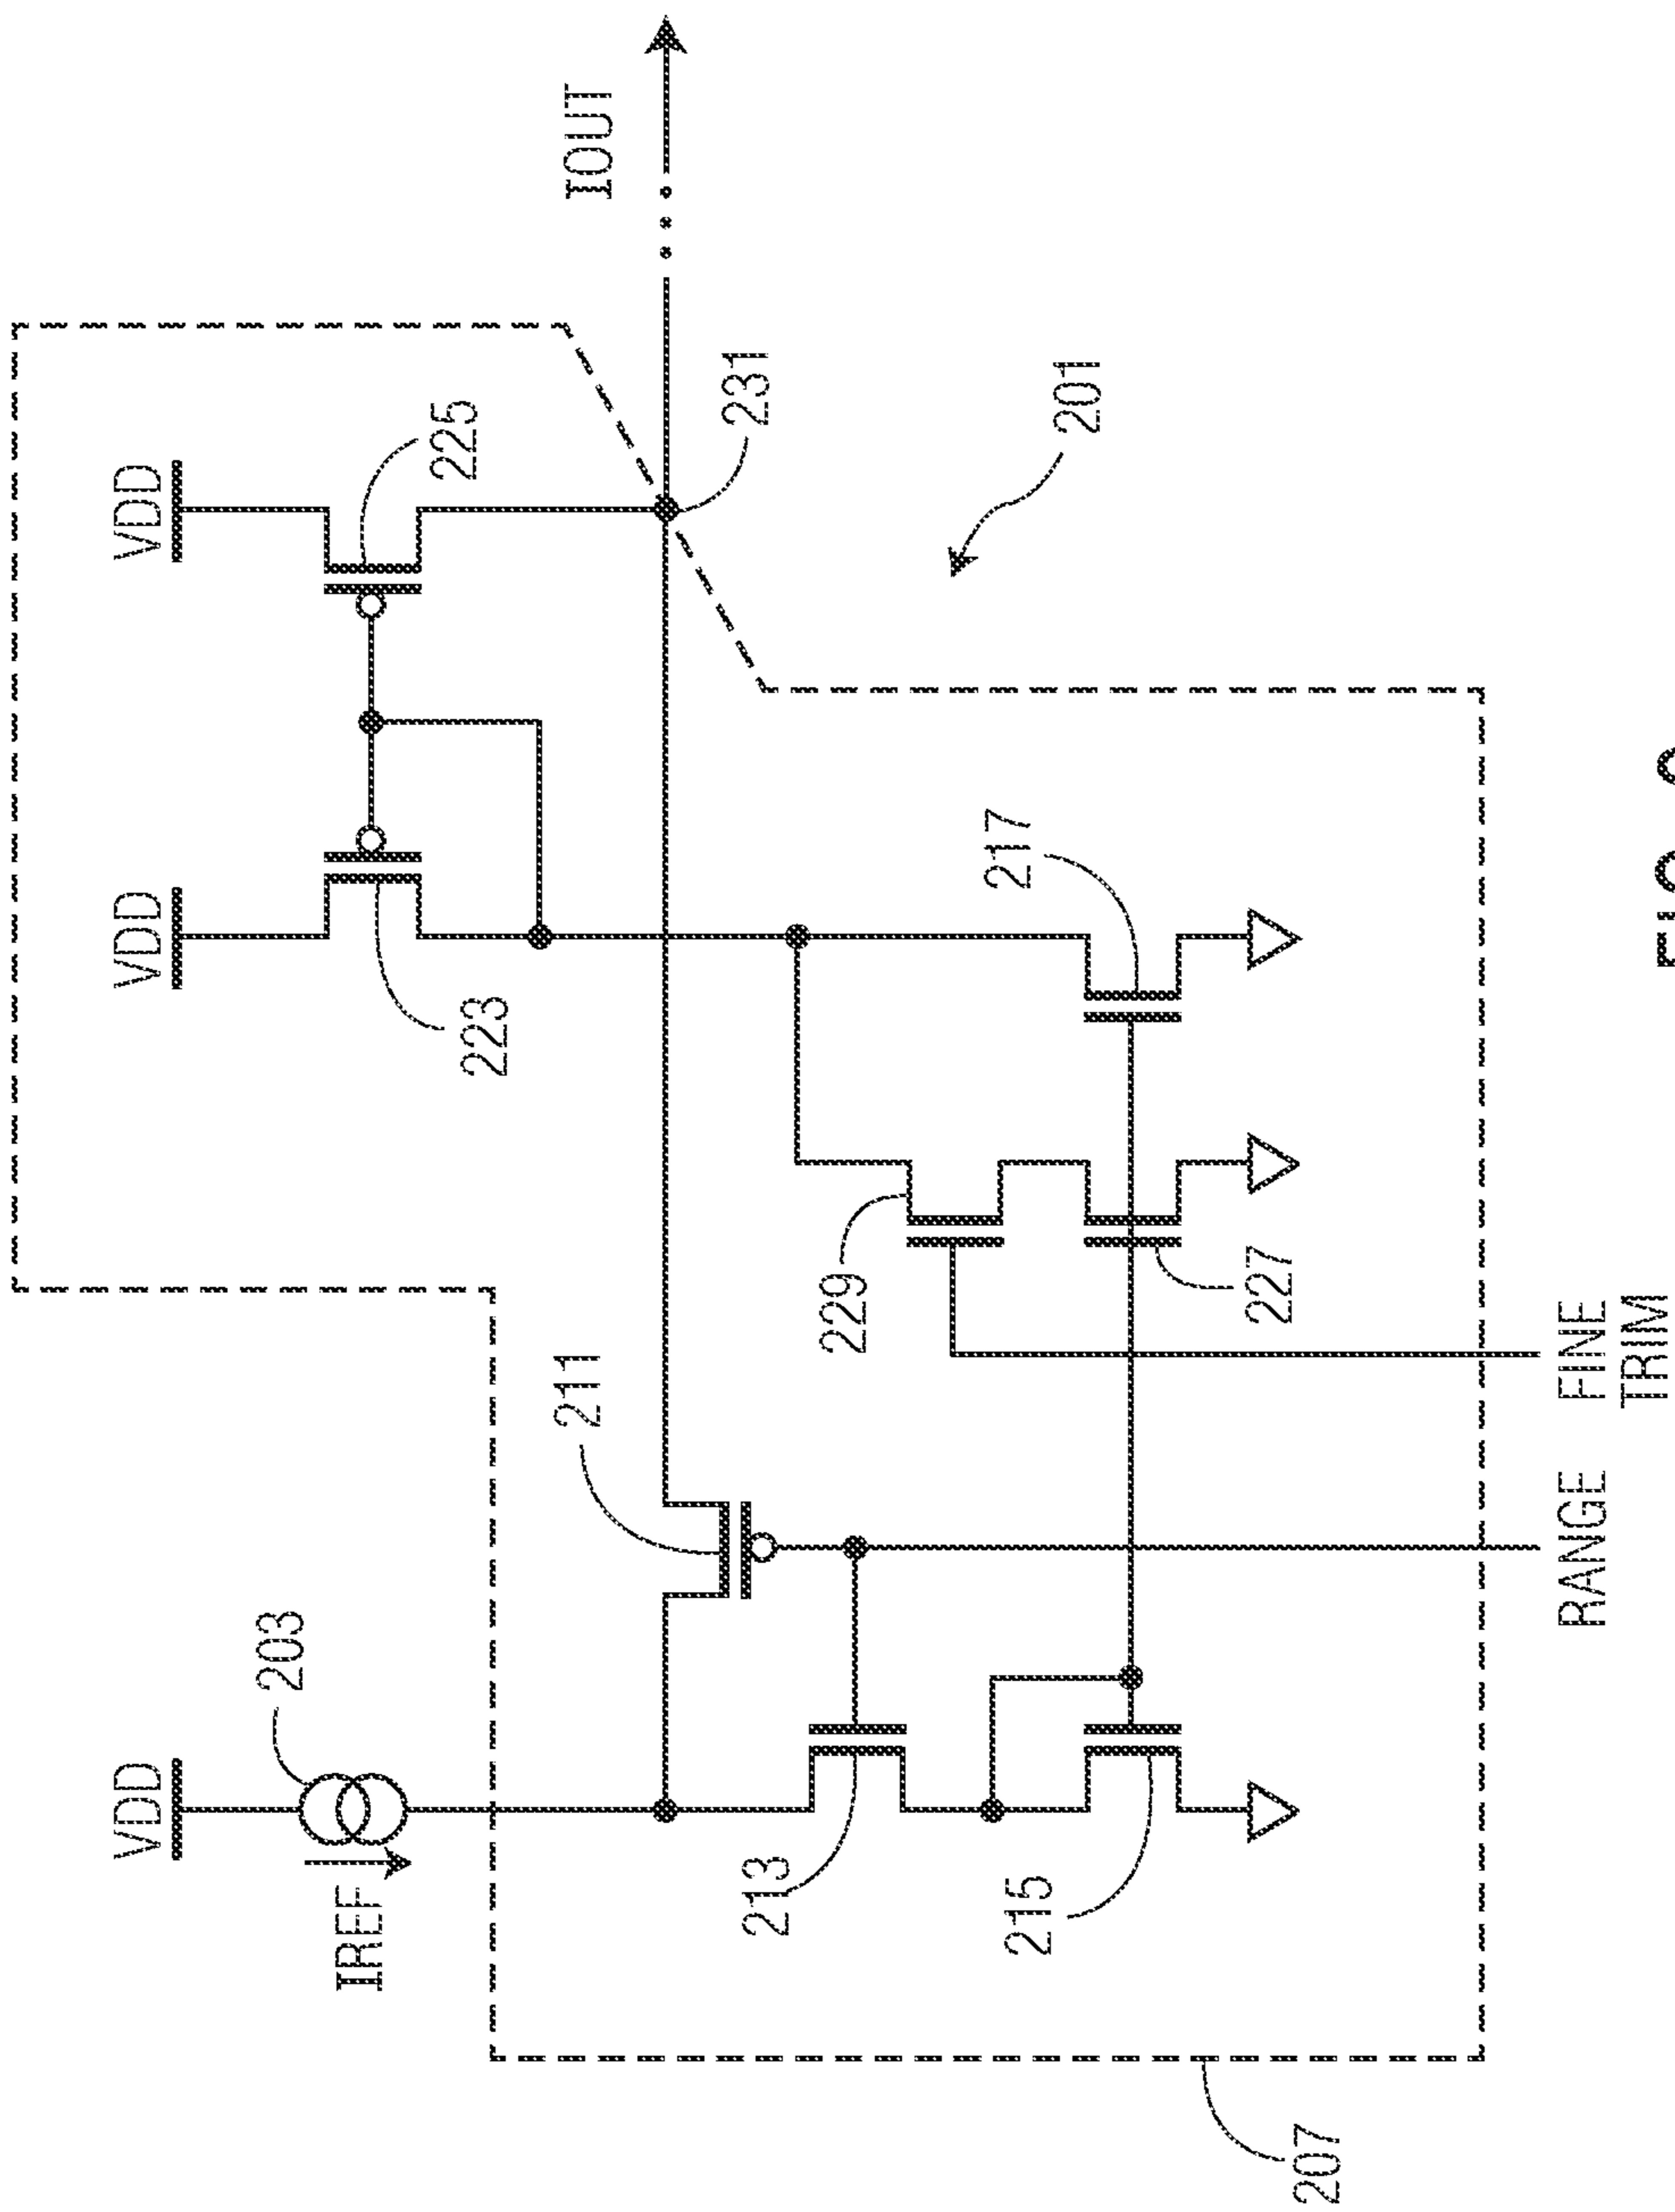 VDD
VDD
VDD
203
IREF
225
223
211
IOUT
231
213
229
217
215
201
227
207
RANGE
FINE
TRIM